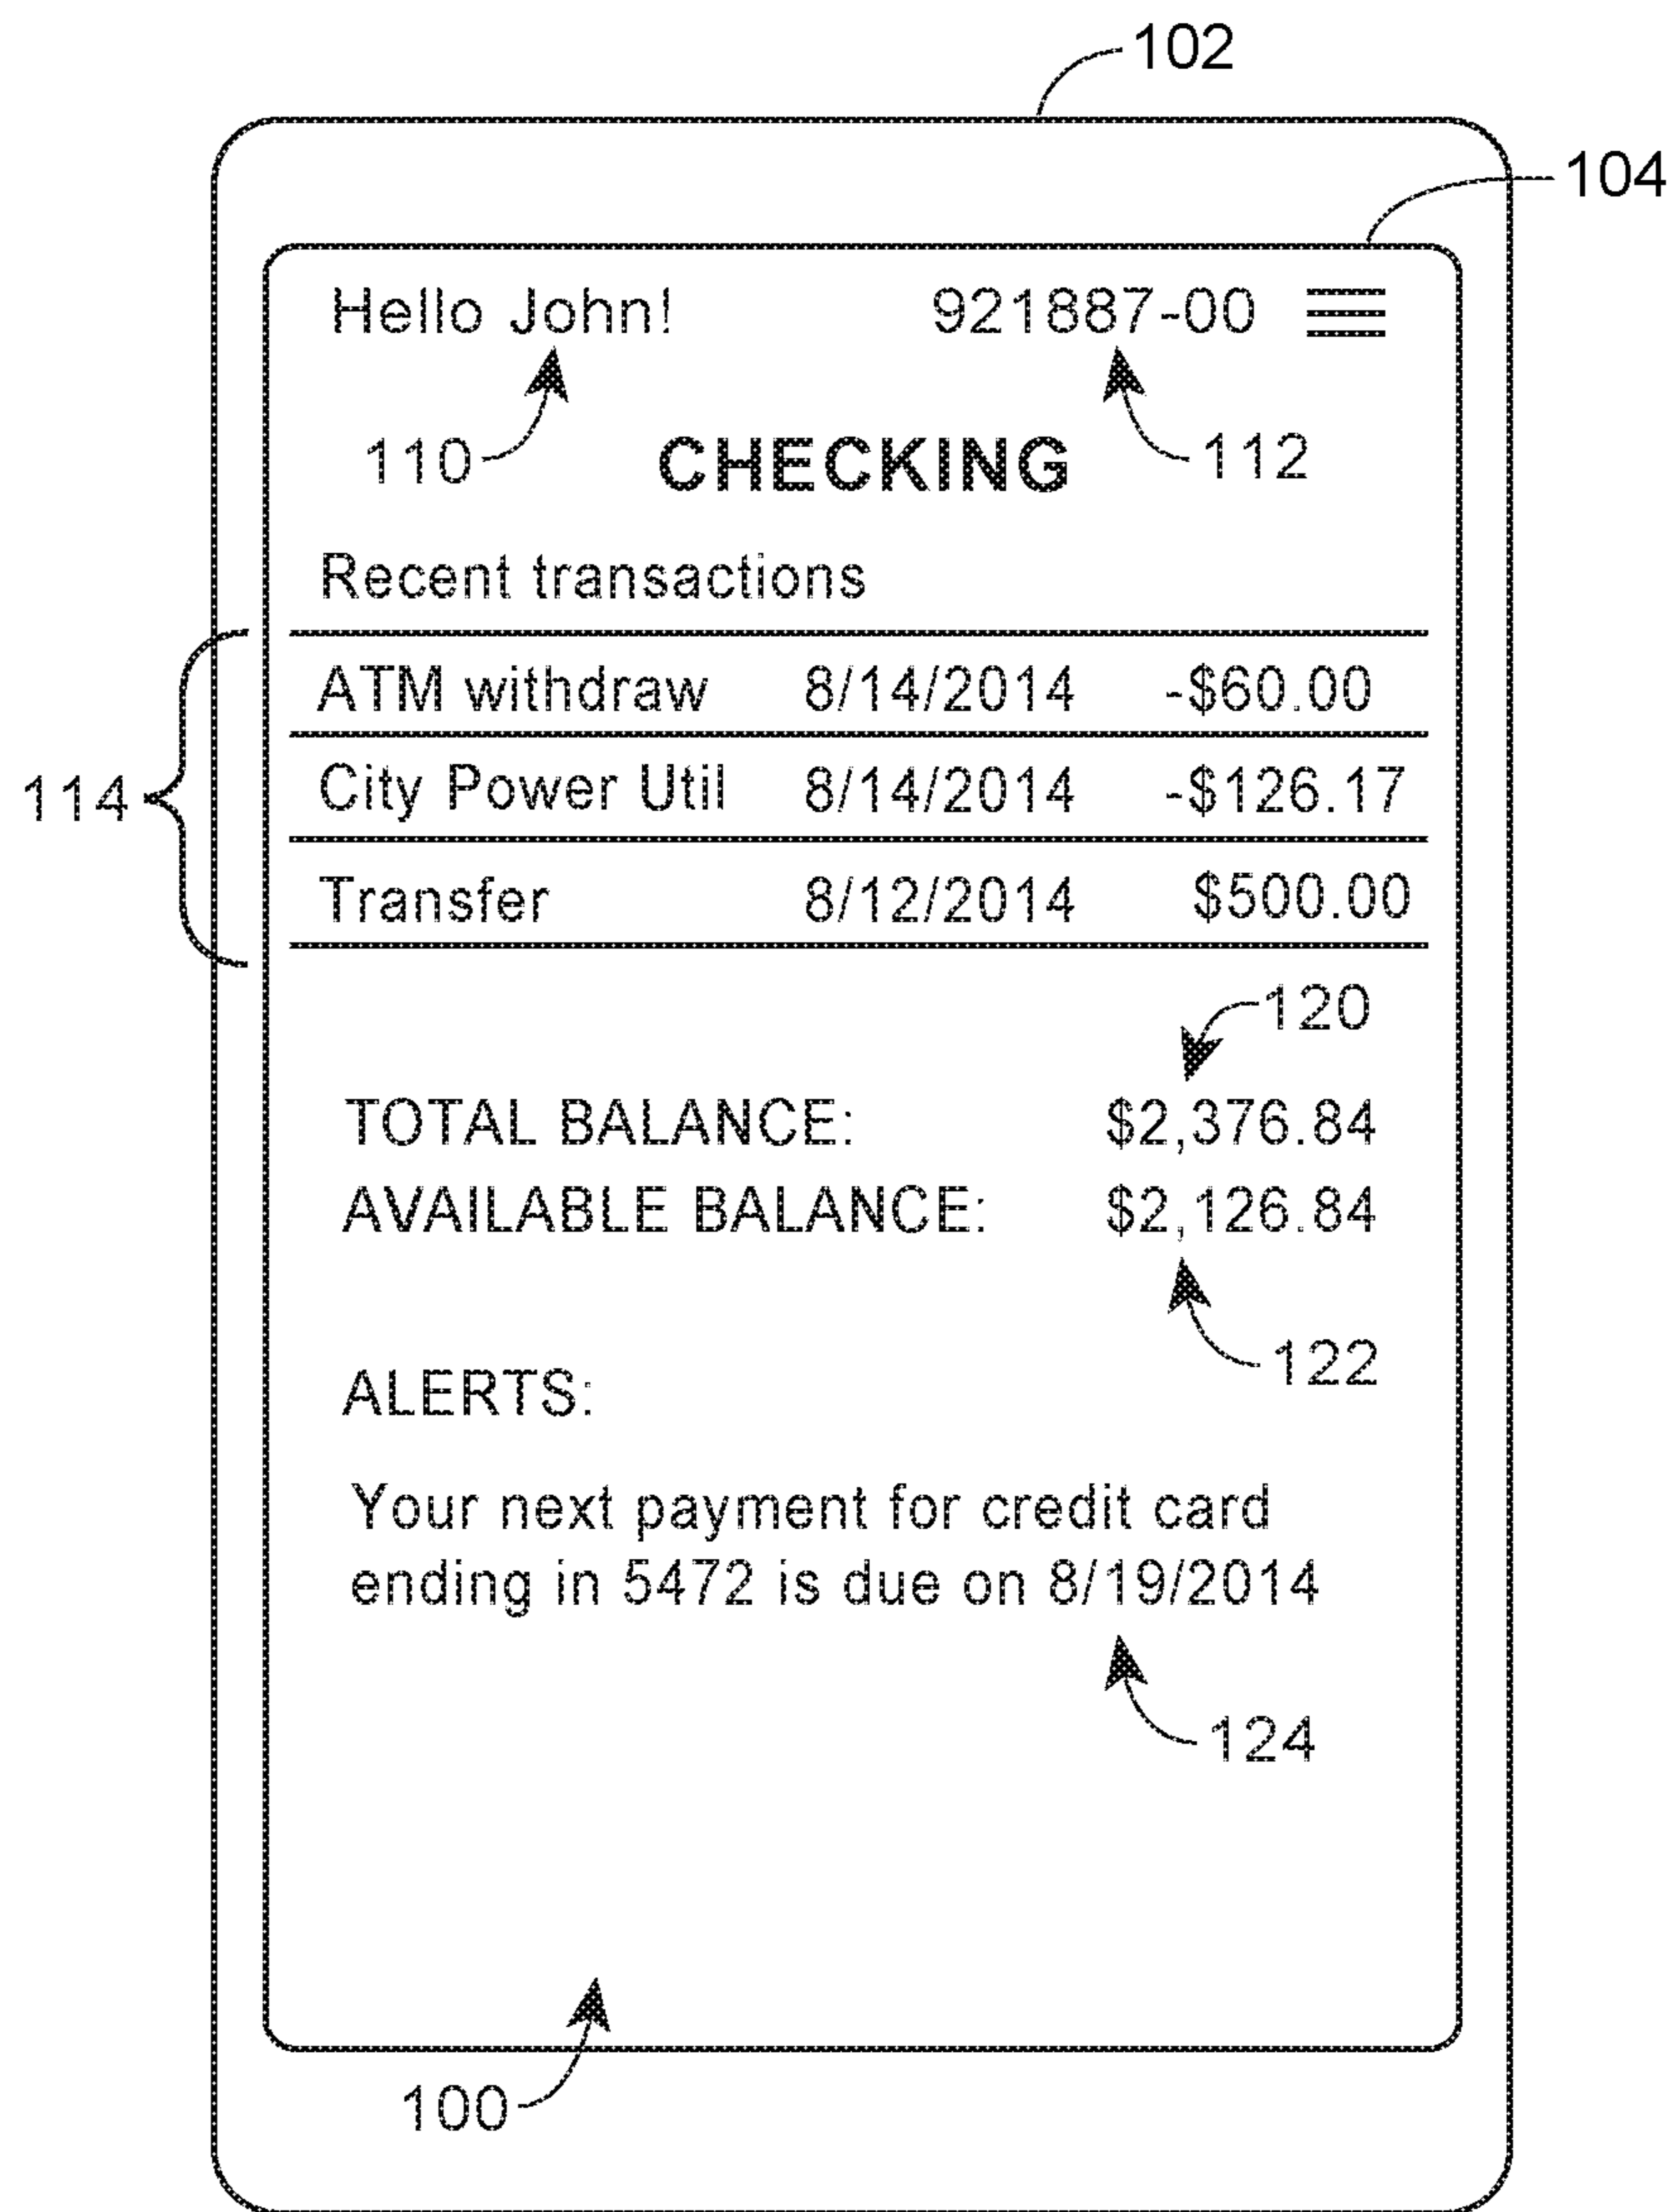 102
104
Hello John! 921887-00
110 CHECKING 112
Recent transactions
ATM withdraw 8/14/2014 -$60.00
114 City Power Util 8/14/2014 -$126.17
Transfer 8/12/2014 $500.00
120
TOTAL BALANCE: $2,376.84
AVAILABLE BALANCE: $2,126.84
122
ALERTS:
Your next payment for credit card
ending in 5472 is due on 8/19/2014
124
100